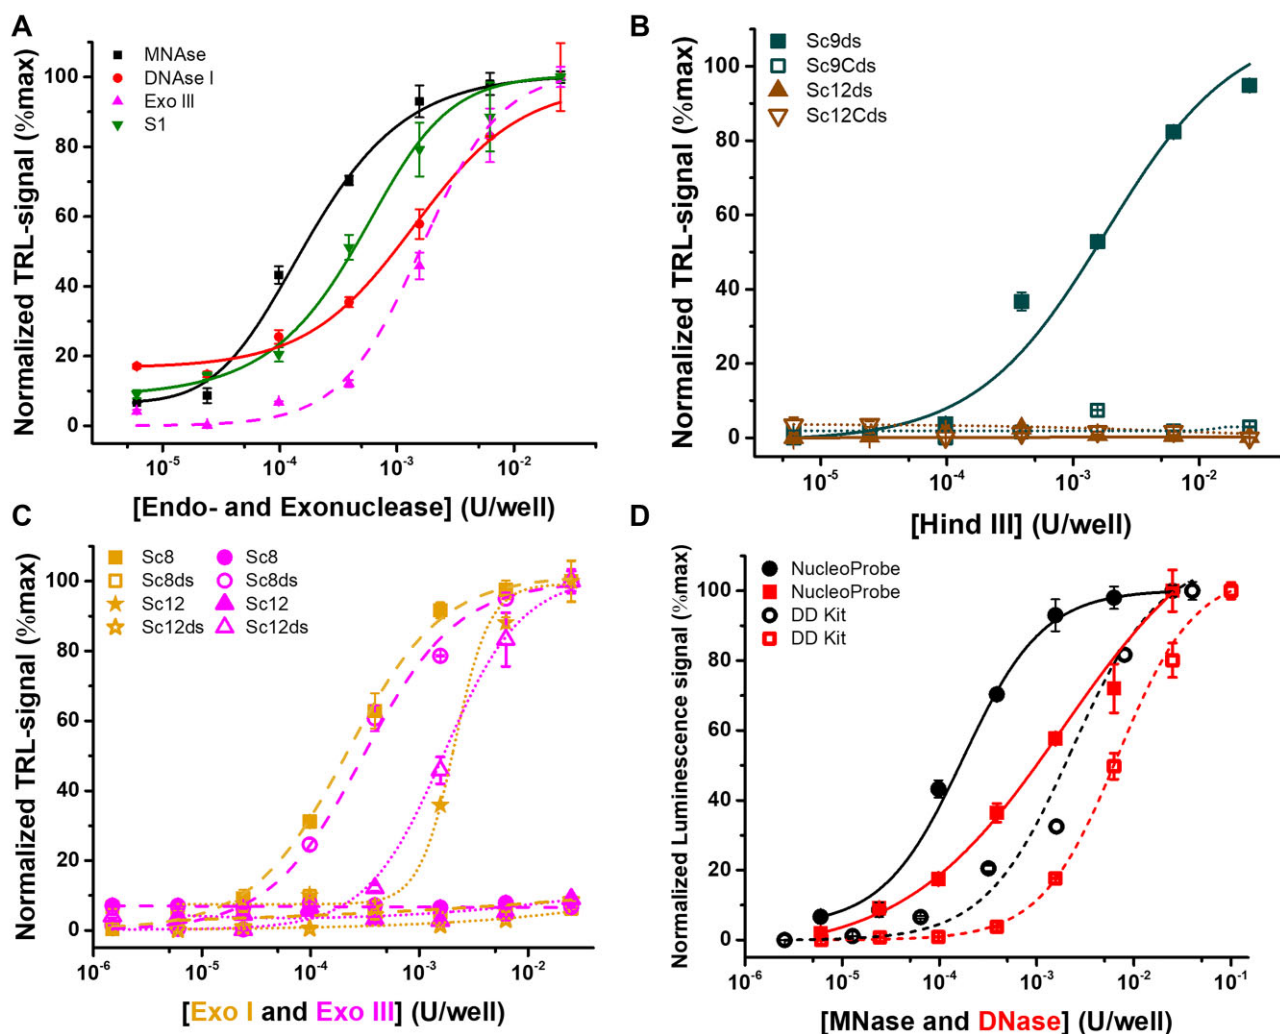 A
MNAse
DNAse I
Exo III
S1
Normalized TRL-signal (%max)
100
80
60
40
20
0
10-5
10-4
10-3
10-2
[Endo- and Exonuclease] (U/well)
B
Sc9ds
Sc9Cds
Sc12ds
Sc12Cds
Normalized TRL-signal (%max)
100
80
60
40
20
0
10-5
10-4
10-3
10-2
[Hind III] (U/well)
C
Sc8 Sc8
Sc8ds Sc8ds
Sc12 Sc12
Sc12ds Sc12ds
Normalized TRL-signal (%max)
100
80
60
40
20
0
10-6
10-5
10-4
10-3
10-2
[Exo I and Exo III] (U/well)
D
NucleoProbe
NucleoProbe
DD Kit
DD Kit
Normalized Luminescence signal (%max)
100
80
60
40
20
0
10-6
10-5
10-4
10-3
10-2
10-1
[MNase and DNase] (U/well)